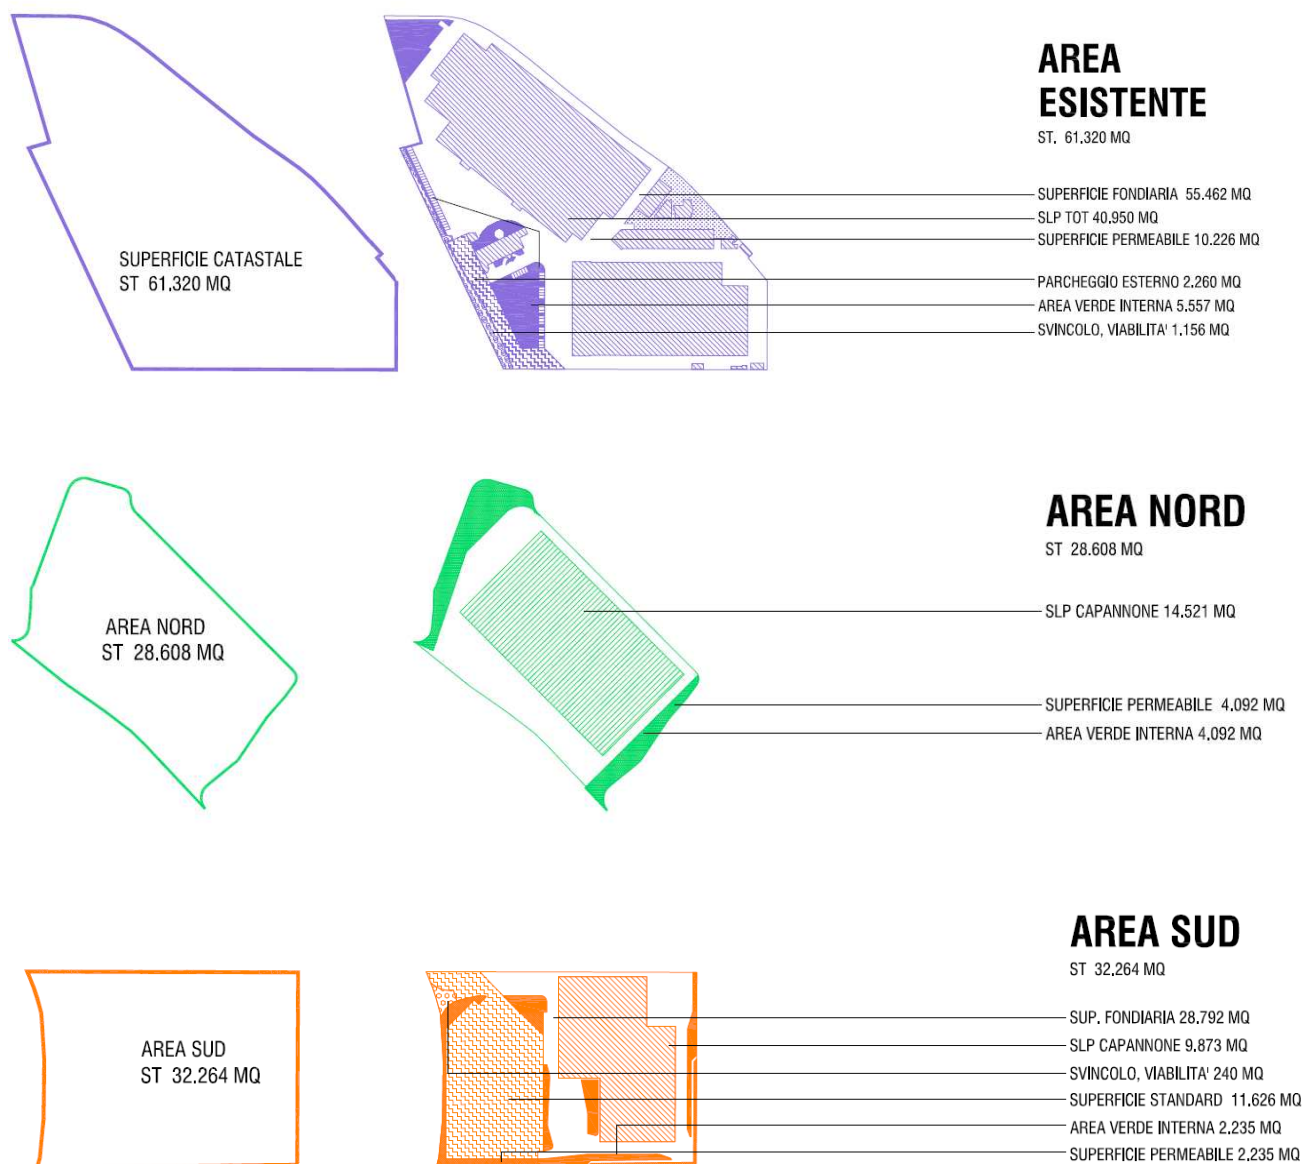 AREA
ESISTENTE
ST. 61.320 MQ
SUPERFICIE CATASTALE
ST 61.320 MQ
SUPERFICIE FONDIARIA 55.462 MQ
SLP TOT 40.950 MQ
SUPERFICIE PERMEABILE 10.226 MQ
PARCHEGGIO ESTERNO 2.260 MQ
AREA VERDE INTERNA 5.557 MQ
SVINCOLO, VIABILITA' 1.156 MQ
AREA NORD
ST 28.608 MQ
AREA NORD
ST 28.608 MQ
SLP CAPANNONE 14.521 MQ
SUPERFICIE PERMEABILE 4.092 MQ
AREA VERDE INTERNA 4.092 MQ
AREA SUD
ST 32.264 MQ
AREA SUD
ST 32.264 MQ
SUP. FONDIARIA 28.792 MQ
SLP CAPANNONE 9.873 MQ
SVINCOLO, VIABILITA' 240 MQ
SUPERFICIE STANDARD 11.626 MQ
AREA VERDE INTERNA 2.235 MQ
SUPERFICIE PERMEABILE 2.235 MQ